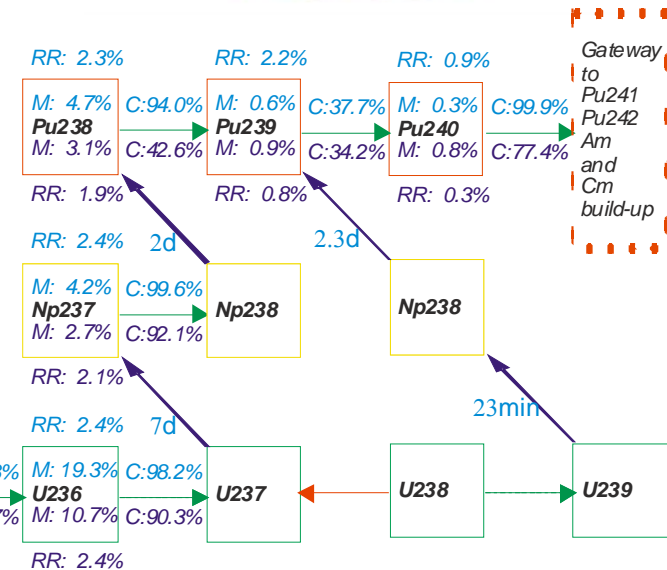 RR: 2.3%
RR: 2.2%
RR: 0.9%
Gateway
to
Pu241
Pu242
Am
and
Cm
build-up
M: 4.7%
C:94.0%
M: 0.6%
C:37.7%
M: 0.3%
C:99.9%
Pu238
Pu239
Pu240
M: 3.1%
C:42.6%
M: 0.9%
C:34.2%
M: 0.8%
C:77.4%
RR: 1.9%
RR: 0.8%
RR: 0.3%
RR: 2.4%
2d
2.3d
M: 4.2%
C:99.6%
Np237
Np238
Np238
M: 2.7%
C:92.1%
RR: 2.1%
23min
RR: 2.4%
7d
%
M: 19.3%
C:98.2%
U236
U237
U238
U239
7%
M: 10.7%
C:90.3%
RR: 2.4%